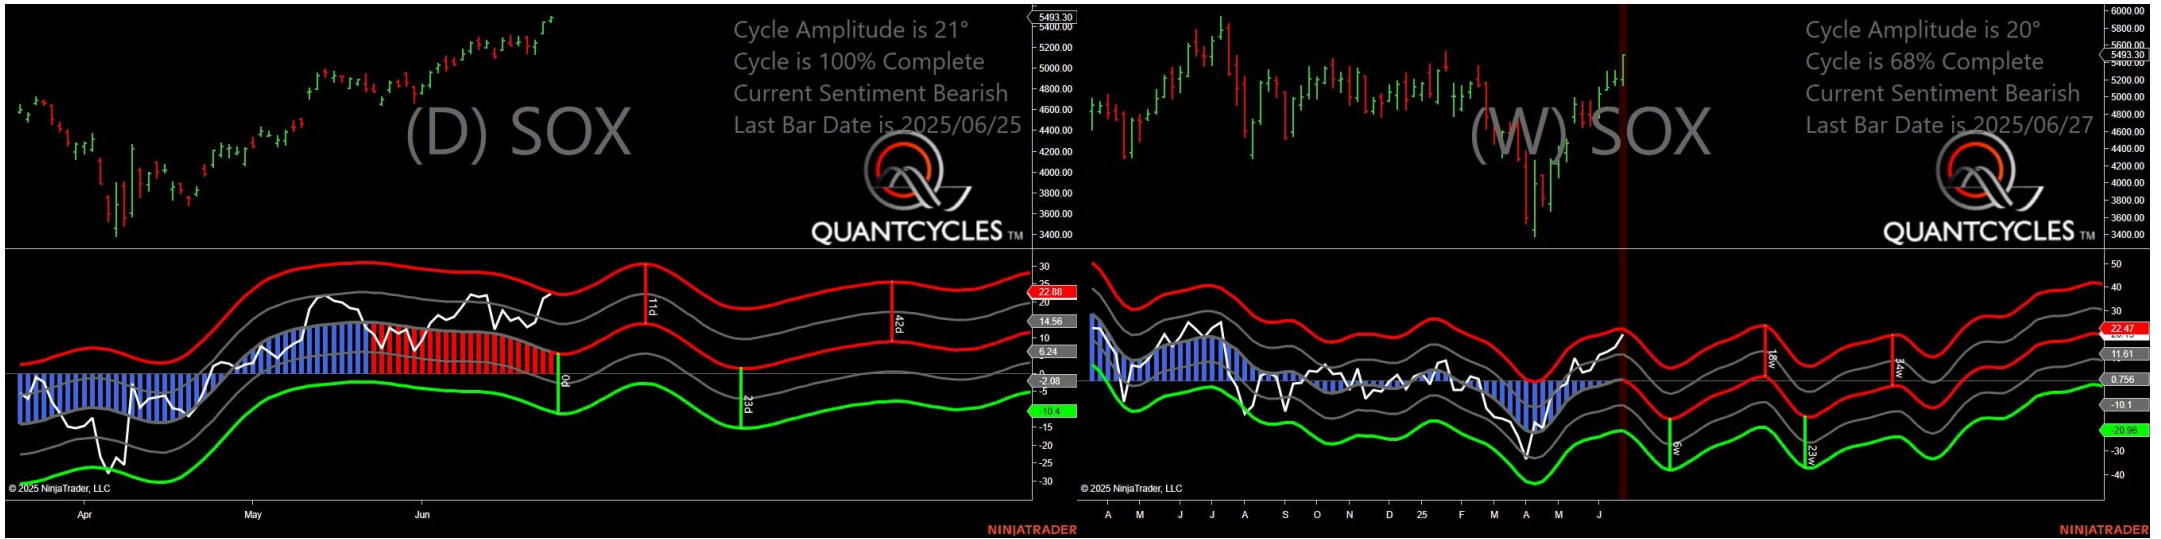 Cycle Amplitude is 21°
Cycle is 100% Complete
Current Sentiment Bearish
Last Bar Date is 2025/06/25
(D) SOX
QUANTCYCLES TM
5493.30
5400.00
5200.00
5000.00
4800.00
4600.00
4400.00
4200.00
4000.00
3800.00
3600.00
3400.00
30
25
22.88
20
14.56
10
6.24
0
-2.08
-5
-10.4
-15
-20
-25
-30
0d
11d
23d
42d
© 2025 NinjaTrader, LLC
Apr May Jun
NINJATRADER
Cycle Amplitude is 20°
Cycle is 68% Complete
Current Sentiment Bearish
Last Bar Date is 2025/06/27
(W) SOX
QUANTCYCLES TM
6000.00
5800.00
5600.00
5493.30
5400.00
5200.00
5000.00
4800.00
4600.00
4400.00
4200.00
4000.00
3800.00
3600.00
3400.00
50
40
30
22.47
11.61
0.756
-10.1
-20.96
-30
-40
6w
18w
23w
34w
© 2025 NinjaTrader, LLC
A M J J A S O N D 25 F M A M J
NINJATRADER